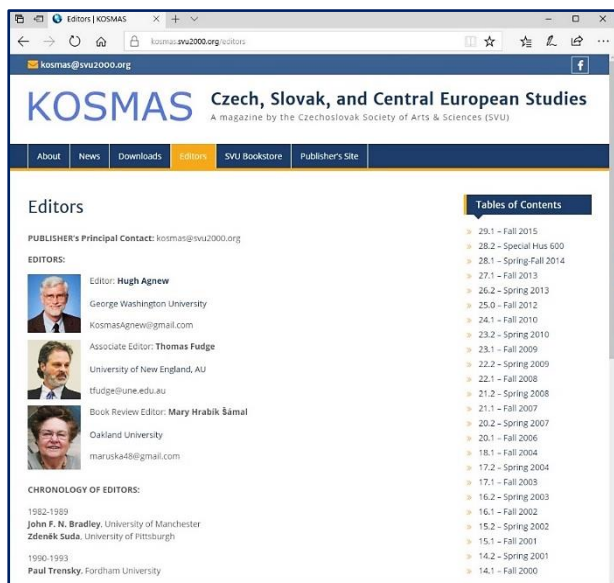 Editors | KOSMAS
kosmas.svu2000.org/editors
kosmas@svu2000.org
f
KOSMAS
Czech, Slovak, and Central European Studies
A magazine by the Czechoslovak Society of Arts & Sciences (SVU)
About
News
Downloads
Editors
SVU Bookstore
Publisher's Site
Editors
PUBLISHER's Principal Contact: kosmas@svu2000.org
EDITORS:
Editor: Hugh Agnew
George Washington University
KosmasAgnew@gmail.com
Associate Editor: Thomas Fudge
University of New England, AU
tfudge@une.edu.au
Book Review Editor: Mary Hrabík Šámal
Oakland University
maruska48@gmail.com
CHRONOLOGY OF EDITORS:
1982-1989
John F. N. Bradley, University of Manchester
Zdeněk Suda, University of Pittsburgh
1990-1993
Paul Trensky, Fordham University
Tables of Contents
» 29.1 – Fall 2015
» 28.2 – Special Hus 600
» 28.1 – Spring-Fall 2014
» 27.1 – Fall 2013
» 26.2 – Spring 2013
» 25.0 – Fall 2012
» 24.1 – Fall 2010
» 23.2 – Spring 2010
» 23.1 – Fall 2009
» 22.2 – Spring 2009
» 22.1 – Fall 2008
» 21.2 – Spring 2008
» 21.1 – Fall 2007
» 20.2 – Spring 2007
» 20.1 – Fall 2006
» 18.1 – Fall 2004
» 17.2 – Spring 2004
» 17.1 – Fall 2003
» 16.2 – Spring 2003
» 16.1 – Fall 2002
» 15.2 – Spring 2002
» 15.1 – Fall 2001
» 14.2 – Spring 2001
» 14.1 – Fall 2000